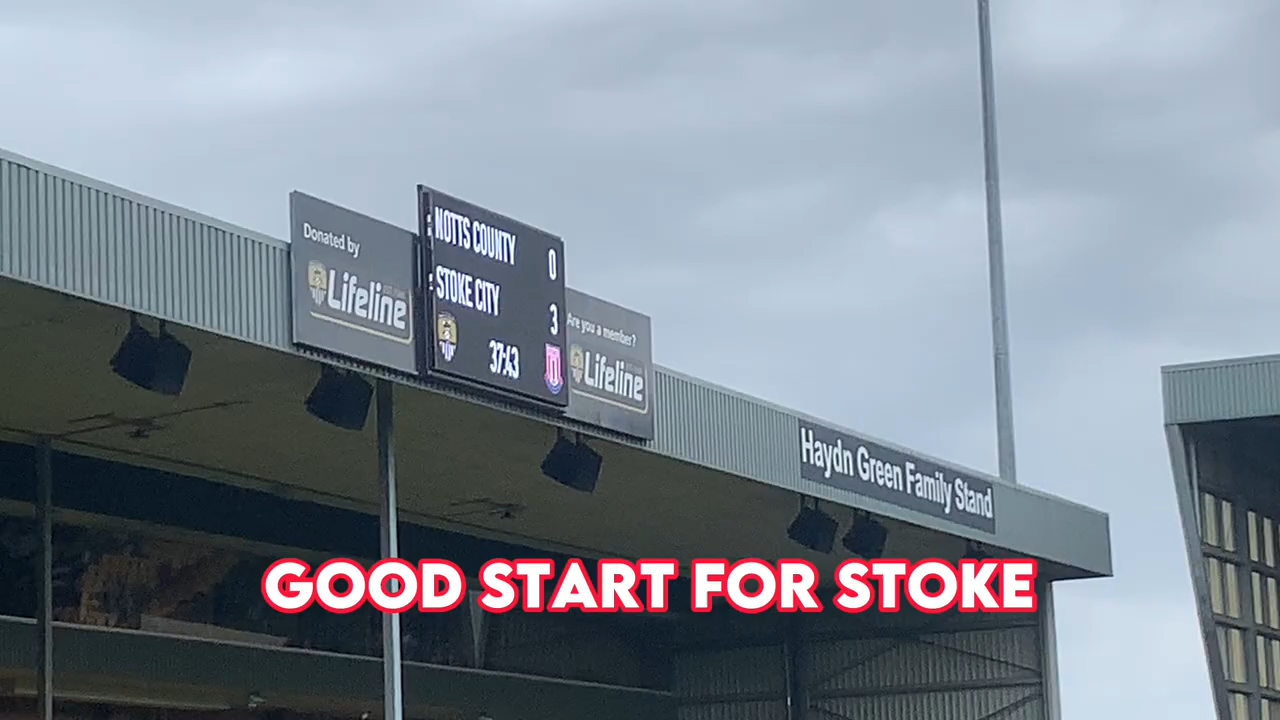 Donated by
Lifeline
NOTTS COUNTY 0
STOKE CITY 3
37:43
Are you a member?
Lifeline
Haydn Green Family Stand
GOOD START FOR STOKE